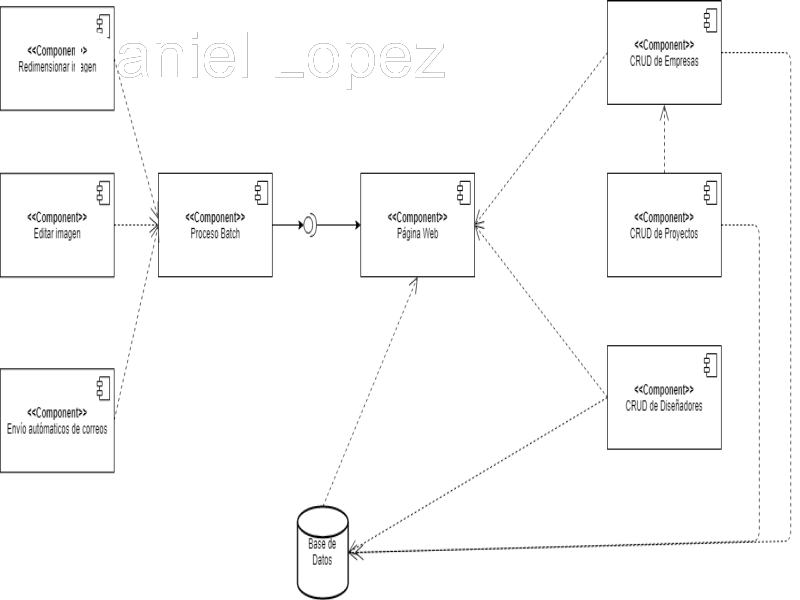 <<Component>>
Redimensionar imagen
aniel Lopez
<<Component>>
CRUD de Empresas
<<Component>>
Editar imagen
<<Component>>
Proceso Batch
<<Component>>
Página Web
<<Component>>
CRUD de Proyectos
<<Component>>
CRUD de Diseñadores
<<Component>>
Envío autómaticos de correos
Base de
Datos